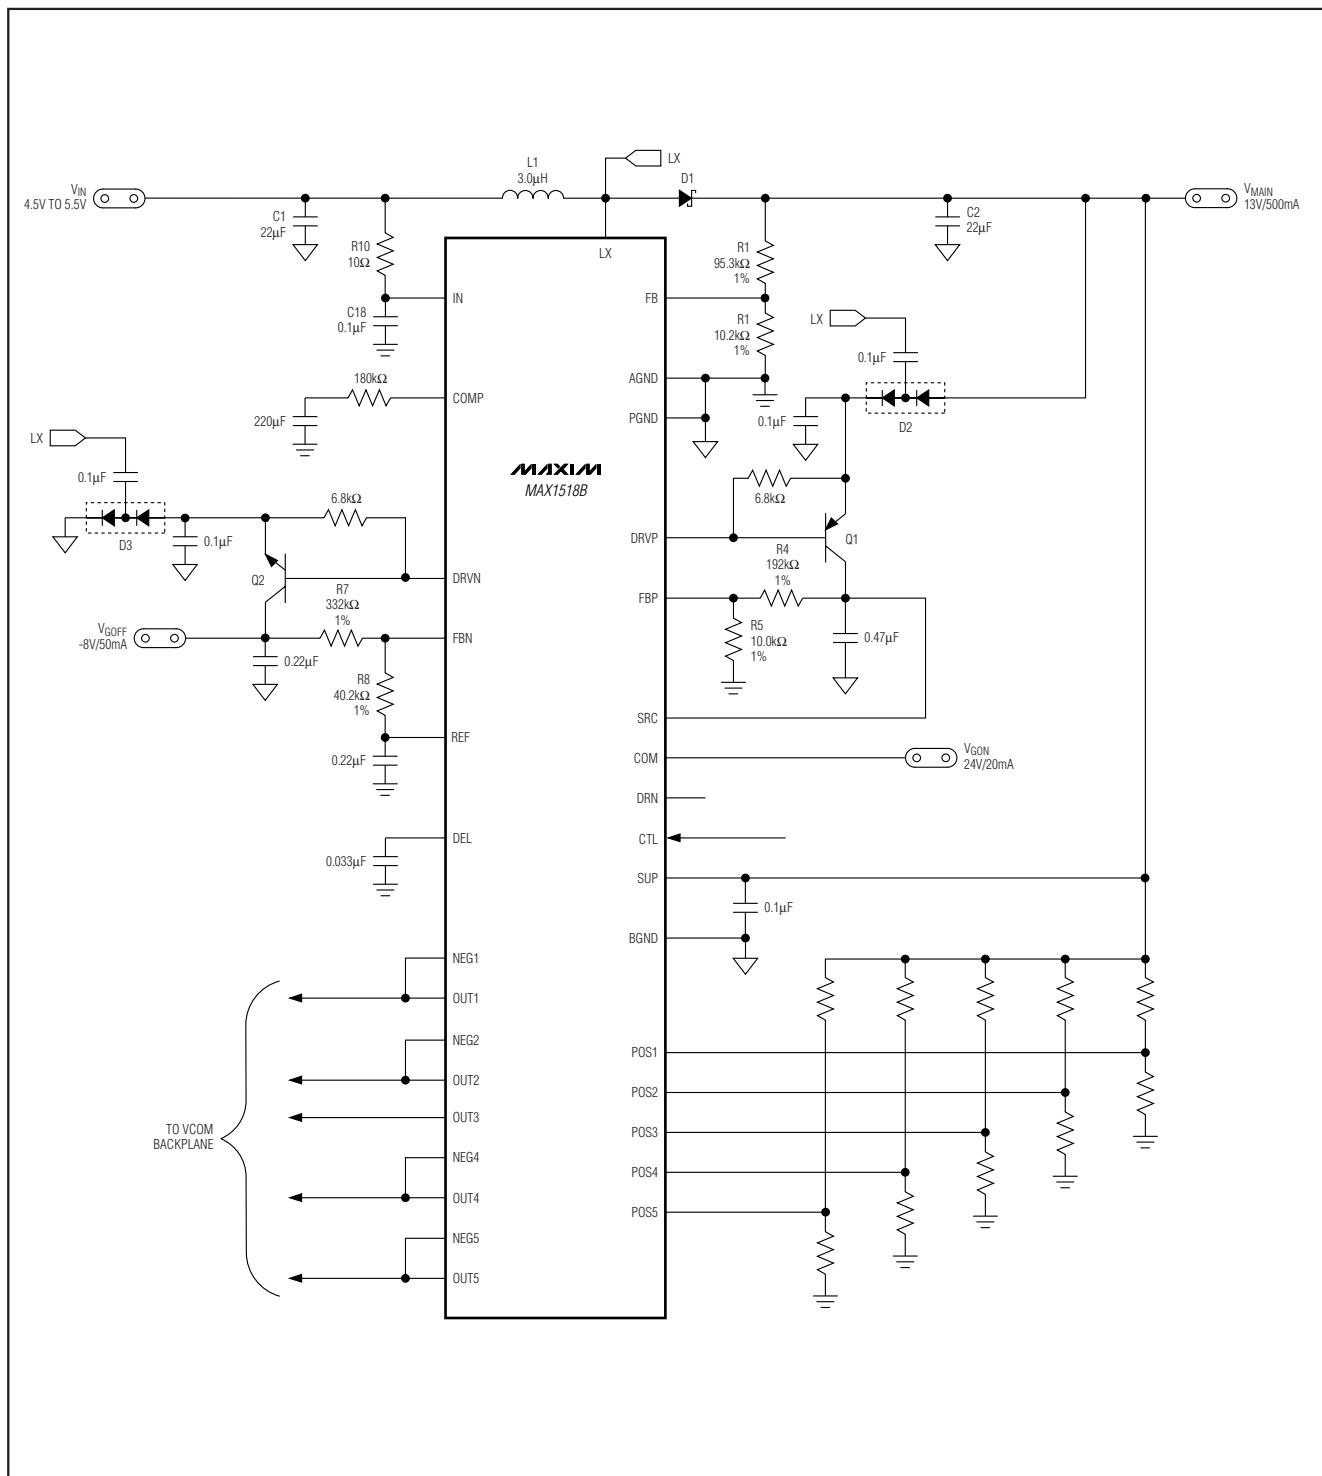 LX
L1
3.0μH
D1
VIN
4.5V TO 5.5V
VMAIN
13V/500mA
C1
22μF
C2
22μF
R10
10Ω
LX
R1
95.3kΩ
1%
IN
FB
C18
0.1μF
R1
10.2kΩ
1%
LX
0.1μF
180kΩ
AGND
COMP
PGND
220μF
0.1μF
D2
LX
MAXIM
MAX1518B
0.1μF
6.8kΩ
6.8kΩ
D3
0.1μF
DRVP
Q1
Q2
DRVN
R4
192kΩ
1%
R7
332kΩ
1%
FBP
VGOFF
-8V/50mA
FBN
R5
10.0kΩ
1%
0.47μF
0.22μF
R8
40.2kΩ
1%
SRC
REF
0.22μF
COM
VGON
24V/20mA
DRN
DEL
CTL
0.033μF
SUP
0.1μF
BGND
NEG1
OUT1
NEG2
POS1
OUT2
POS2
OUT3
POS3
TO VCOM
BACKPLANE
NEG4
POS4
OUT4
POS5
NEG5
OUT5